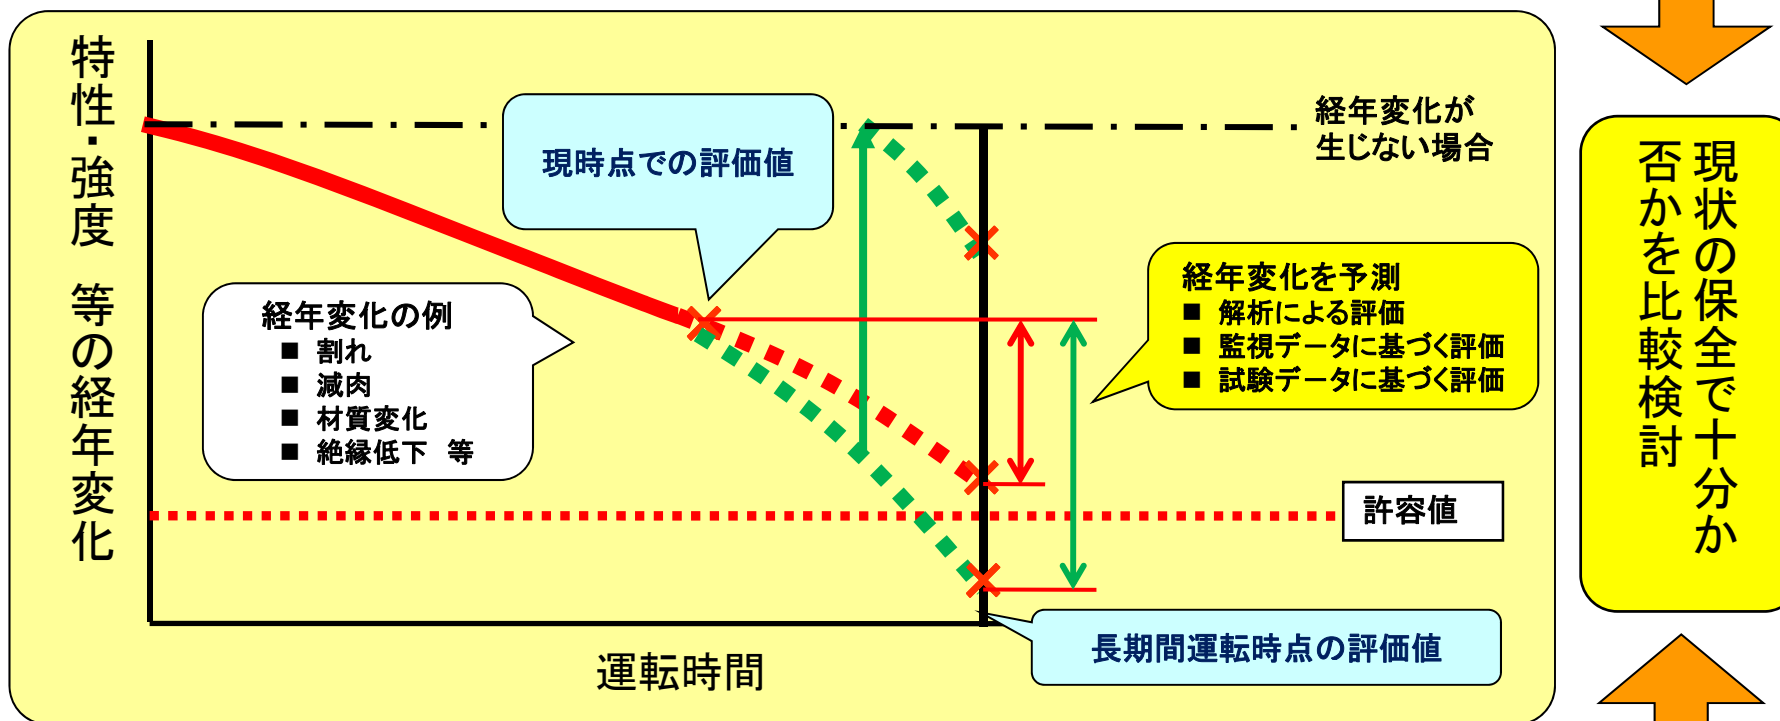 特性・強度 等の経年変化
現時点での評価値
経年変化が
生じない場合
経年変化の例
■ 割れ
■ 減肉
■ 材質変化
■ 絶縁低下 等
経年変化を予測
■ 解析による評価
■ 監視データに基づく評価
■ 試験データに基づく評価
許容値
長期間運転時点の評価値
運転時間
現状の保全で十分か
否かを比較検討